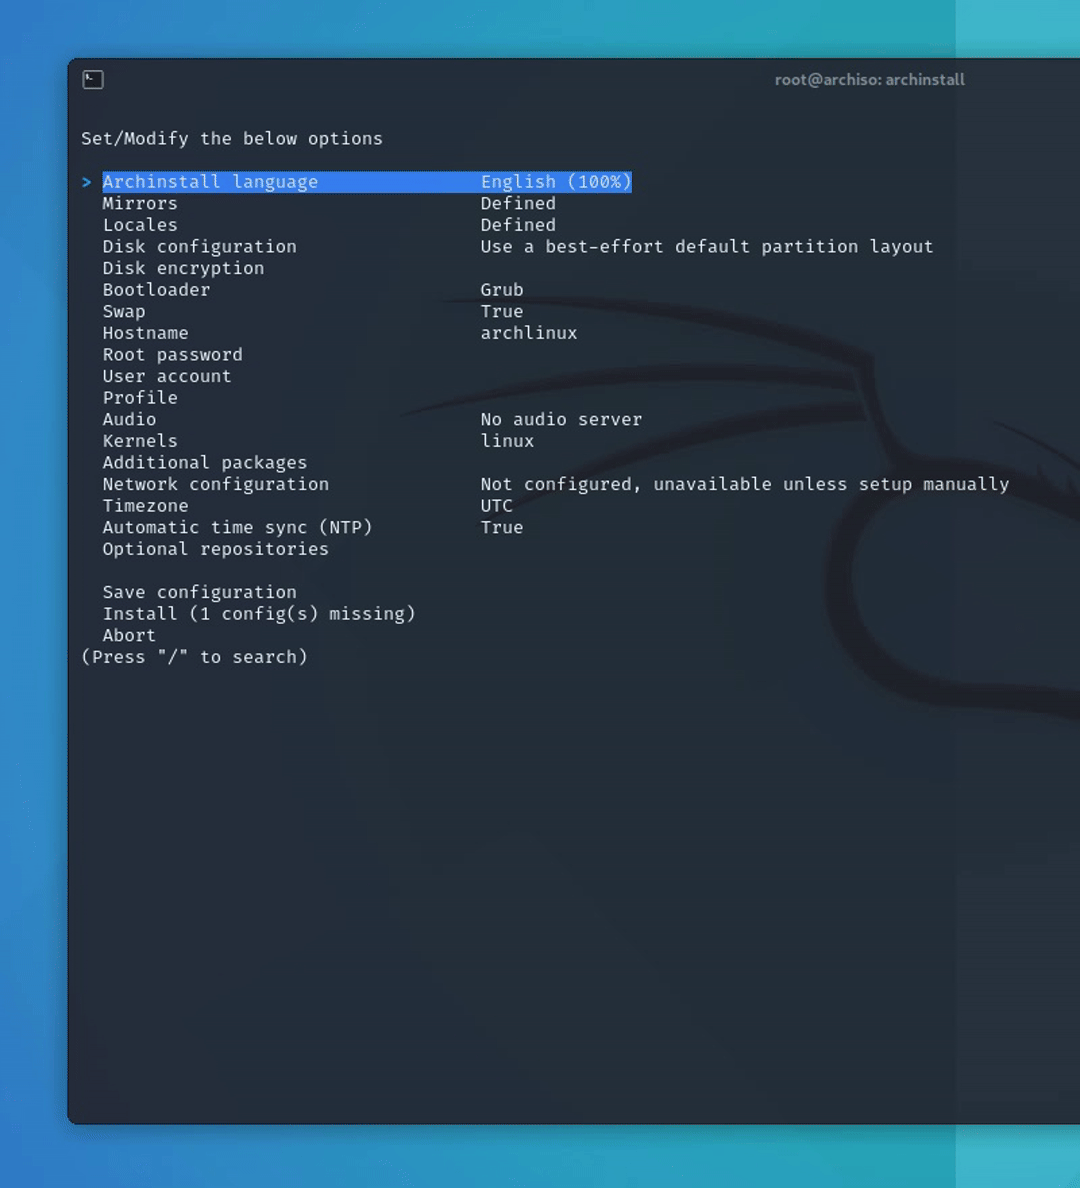 root@archiso: archinstall
Set/Modify the below options
> Archinstall language English (100%)
Mirrors Defined
Locales Defined
Disk configuration Use a best-effort default partition layout
Disk encryption
Bootloader Grub
Swap True
Hostname archlinux
Root password
User account
Profile
Audio No audio server
Kernels linux
Additional packages
Network configuration Not configured, unavailable unless setup manually
Timezone UTC
Automatic time sync (NTP) True
Optional repositories
Save configuration
Install (1 config(s) missing)
Abort
(Press "/" to search)